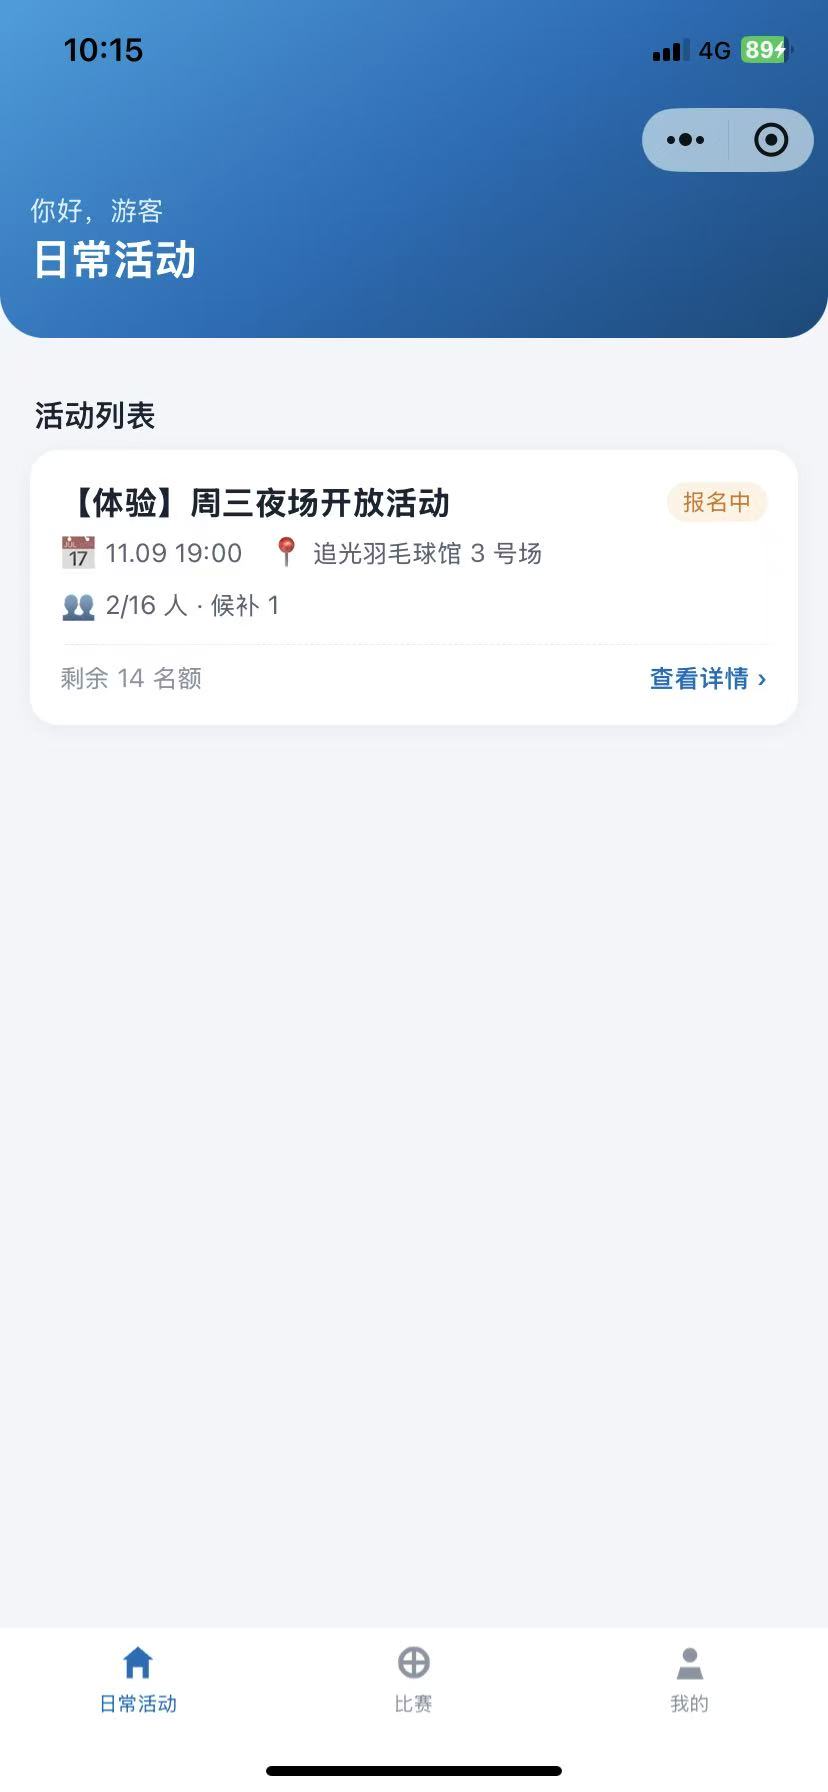 10:15 4G 89
你好，游客
日常活动
活动列表
【体验】周三夜场开放活动 报名中
JUL 17 11.09 19:00 追光羽毛球馆 3 号场
2/16 人 · 候补 1
剩余 14 名额 查看详情 ›
日常活动 比赛 我的